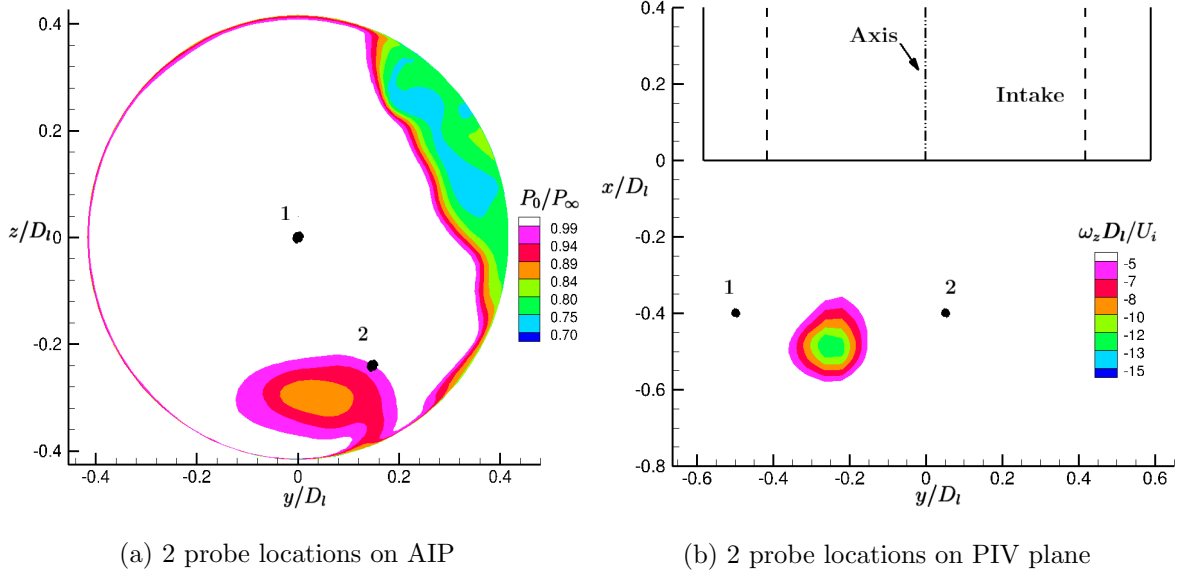 0.4
0.2
0
-0.2
-0.4
z/D_l
-0.4 -0.2 0 0.2 0.4
y/D_l
1
2
P_0/P_∞
0.99
0.94
0.89
0.84
0.80
0.75
0.70
(a) 2 probe locations on AIP
0.4
0.2
0
-0.2
-0.4
-0.6
-0.8
x/D_l
-0.6 -0.4 -0.2 0 0.2 0.4 0.6
y/D_l
Axis
Intake
1
2
ω_z D_l/U_i
-5
-7
-8
-10
-12
-13
-15
(b) 2 probe locations on PIV plane